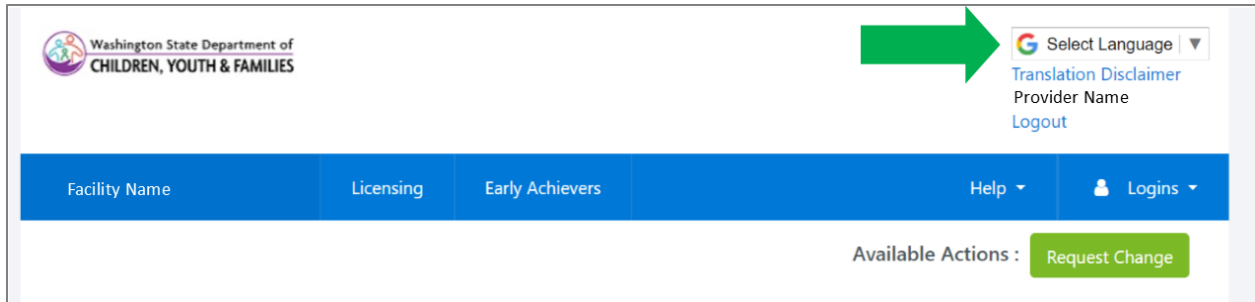 Washington State Department of
CHILDREN, YOUTH & FAMILIES
Select Language
Translation Disclaimer
Provider Name
Logout
Facility Name
Licensing
Early Achievers
Help
Logins
Available Actions :
Request Change